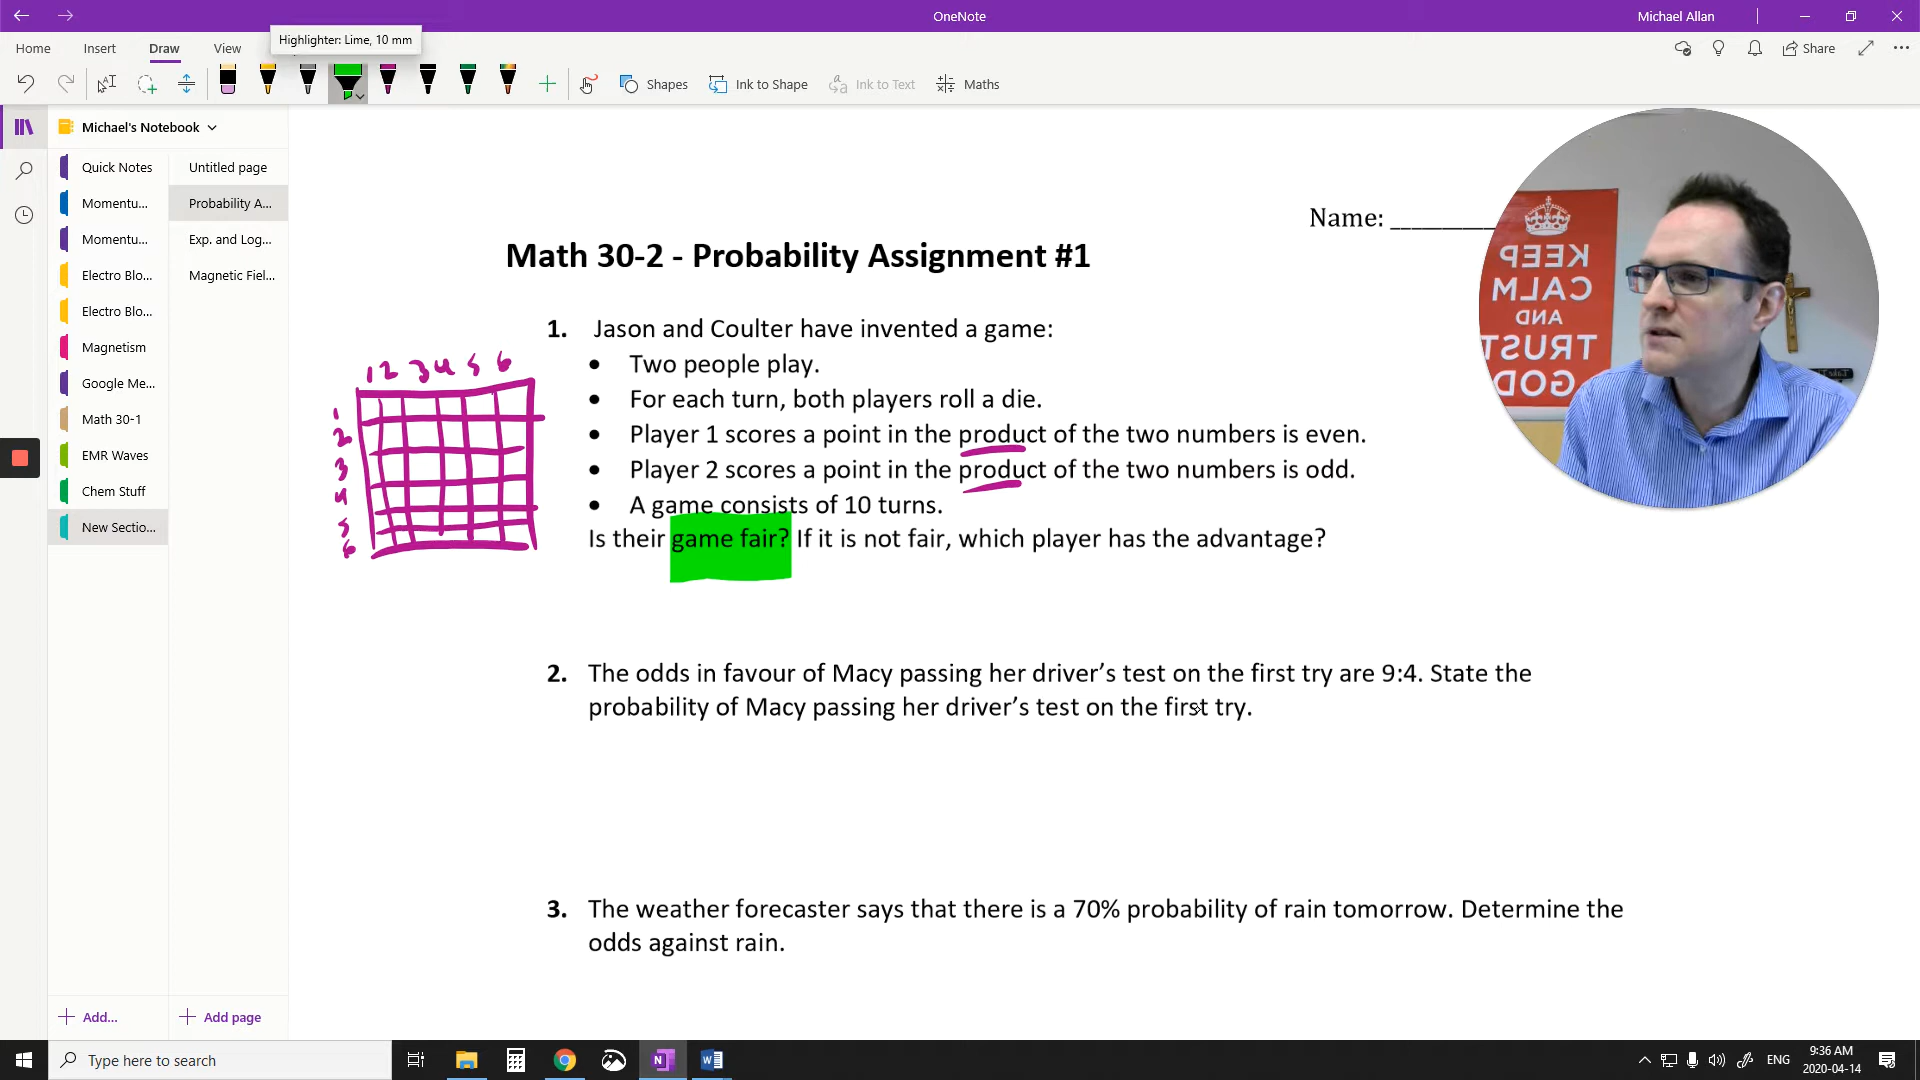 OneNote
Michael Allan
Highlighter: Lime, 10 mm
Home
Insert
Draw
View
Share
Shapes
Ink to Shape
Ink to Text
Maths
Michael's Notebook
Quick Notes
Momentu...
Momentu...
Electro Blo...
Electro Blo...
Magnetism
Google Me...
Math 30-1
EMR Waves
Chem Stuff
New Sectio...
Untitled page
Probability A...
Exp. and Log...
Magnetic Fiel...
Add...
Add page
Name: ________
Math 30-2 - Probability Assignment #1
1. Jason and Coulter have invented a game:
• Two people play.
• For each turn, both players roll a die.
• Player 1 scores a point in the product of the two numbers is even.
• Player 2 scores a point in the product of the two numbers is odd.
• A game consists of 10 turns.
Is their game fair? If it is not fair, which player has the advantage?
1 2 3 4 5 6
1
2
3
4
5
6
2. The odds in favour of Macy passing her driver’s test on the first try are 9:4. State the
probability of Macy passing her driver’s test on the first try.
3. The weather forecaster says that there is a 70% probability of rain tomorrow. Determine the
odds against rain.
KEEP
CALM
AND
TRUST
GOD
Type here to search
ENG
9:36 AM
2020-04-14